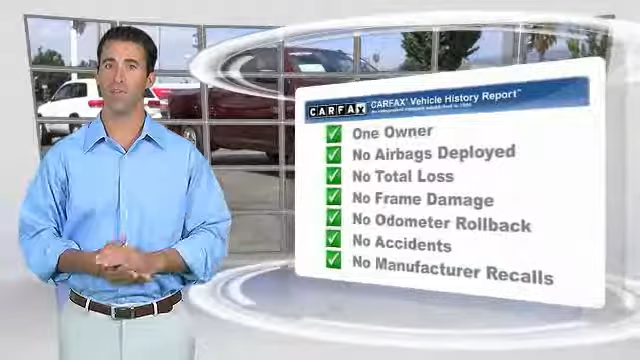 CARFAX CARFAX Vehicle History Report™
One Owner
No Airbags Deployed
No Total Loss
No Frame Damage
No Odometer Rollback
No Accidents
No Manufacturer Recalls